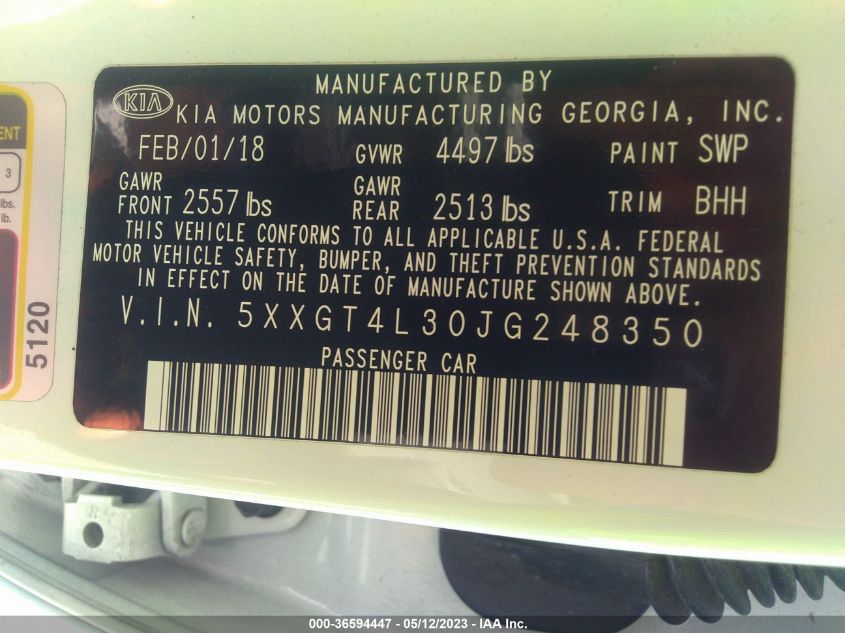 MANUFACTURED BY
KIA KIA MOTORS MANUFACTURING GEORGIA, INC.
FEB/01/18 GVWR 4497 lbs PAINT SWP
GAWR FRONT 2557 lbs GAWR REAR 2513 lbs TRIM BHH
THIS VEHICLE CONFORMS TO ALL APPLICABLE U.S.A. FEDERAL
MOTOR VEHICLE SAFETY, BUMPER, AND THEFT PREVENTION STANDARDS
IN EFFECT ON THE DATE OF MANUFACTURE SHOWN ABOVE.
V.I.N. 5XXGT4L30JG248350
PASSENGER CAR
3
lbs.
lb.
5120
000-36594447 - 05/12/2023 - IAA Inc.